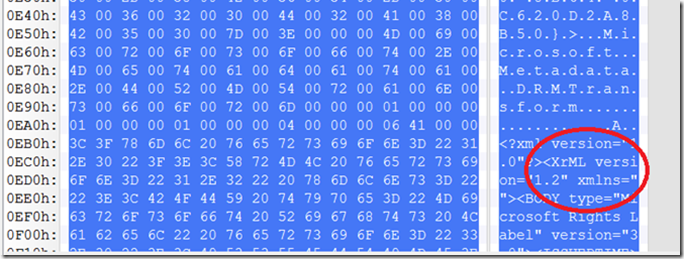 0E40h: 43 00 36 00 32 00 30 00 44 00 32 00 41 00 38 00 C.6.2.0.D.2.A.8.
0E50h: 42 00 35 00 30 00 7D 00 3E 00 00 00 4D 00 69 00 B.5.0.}.>...M.i.
0E60h: 63 00 72 00 6F 00 73 00 6F 00 66 00 74 00 2E 00 c.r.o.s.o.f.t...
0E70h: 4D 00 65 00 74 00 61 00 64 00 61 00 74 00 61 00 M.e.t.a.d.a.t.a.
0E80h: 2E 00 44 00 52 00 4D 00 54 00 72 00 61 00 6E 00 ..D.R.M.T.r.a.n.
0E90h: 73 00 66 00 6F 00 72 00 6D 00 00 00 01 00 00 00 s.f.o.r.m.......
0EA0h: 01 00 00 00 01 00 00 00 04 00 00 00 06 41 00 00 .............A..
0EB0h: 3C 3F 78 6D 6C 20 76 65 72 73 69 6F 6E 3D 22 31 <?xml version="1
0EC0h: 2E 30 22 3F 3E 3C 58 72 4D 4C 20 76 65 72 73 69 .0"?><XrML versi
0ED0h: 6F 6E 3D 22 31 2E 32 22 20 78 6D 6C 6E 73 3D 22 on="1.2" xmlns="
0EE0h: 22 3E 3C 42 4F 44 59 20 74 79 70 65 3D 22 4D 69 "><BODY type="Mi
0EF0h: 63 72 6F 73 6F 66 74 20 52 69 67 68 74 73 20 4C crosoft Rights L
0F00h: 61 62 65 6C 22 20 76 65 72 73 69 6F 6E 3D 22 33 abel" version="3